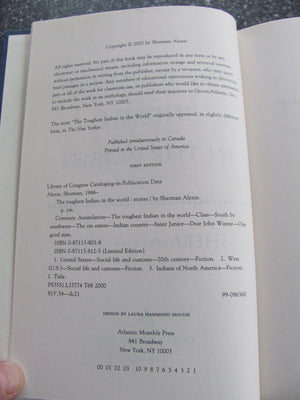 Copyright © 2000 by Sherman Alexie
All rights reserved. No part of this book may be reproduced in any form or by any
electronic or mechanical means, including information storage and retrieval systems,
without permission in writing from the publisher, except by a reviewer, who may quote
brief passages in a review. Any members of educational institutions wishing to photocopy
part or all of the work for classroom use, or publishers who would like to obtain permission
to include the work in an anthology, should send their inquiries to Grove/Atlantic, Inc.,
841 Broadway, New York, NY 10003.
The story "The Toughest Indian in the World" originally appeared, in slightly different
form, in The New Yorker.
Published simultaneously in Canada
Printed in the United States of America
FIRST EDITION
Library of Congress Cataloging-in-Publication Data
Alexie, Sherman, 1966–
The toughest Indian in the world : stories / by Sherman Alexie.
p. cm.
Contents: Assimilation—The toughest Indian in the world—Class—South by
southwest—The sin eaters—Indian country—Saint Junior—Dear John Wayne—One
good man.
ISBN 0-87113-801-8
ISBN 0-87113-812-3 (Limited Edition)
1. United States—Social life and customs—20th century—Fiction. 2. West
(U.S.)—Social life and customs—Fiction. 3. Indians of North America—Fiction.
I. Title.
PS3551.L35774 T68 2000
813'.54—dc21 99-086367
DESIGN BY LAURA HAMMOND HOUGH
Atlantic Monthly Press
841 Broadway
New York, NY 10003
00 01 02 03 10 9 8 7 6 5 4 3 2 1